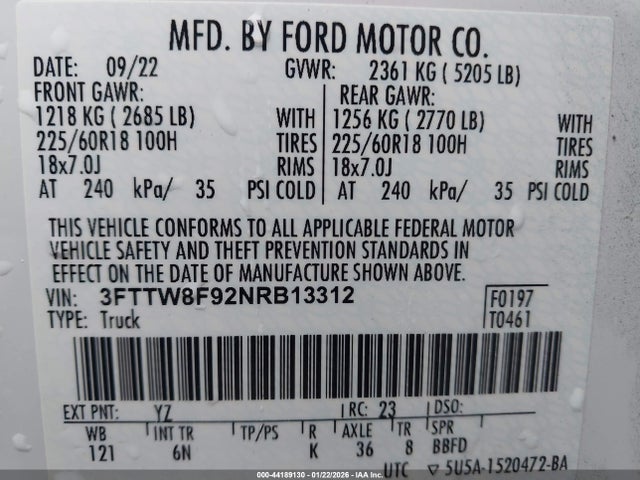 MFD. BY FORD MOTOR CO.
DATE: 09/22 GVWR: 2361 KG ( 5205 LB)
FRONT GAWR: REAR GAWR:
1218 KG ( 2685 LB) WITH 1256 KG ( 2770 LB) WITH
225/60R18 100H TIRES 225/60R18 100H TIRES
18x7.0J RIMS 18x7.0J RIMS
AT 240 kPa/ 35 PSI COLD AT 240 kPa/ 35 PSI COLD
THIS VEHICLE CONFORMS TO ALL APPLICABLE FEDERAL MOTOR
VEHICLE SAFETY AND THEFT PREVENTION STANDARDS IN
EFFECT ON THE DATE OF MANUFACTURE SHOWN ABOVE.
VIN: 3FTTW8F92NRB13312 F0197
TYPE: Truck T0461
EXT PNT: YZ RC: 23 DSO:
WB INT TR TP/PS R AXLE TR SPR
121 6N K 36 8 BBFD
UTC ▽ 5U5A-1520472-BA
000-44189130 - 01/22/2026 - IAA Vehicle